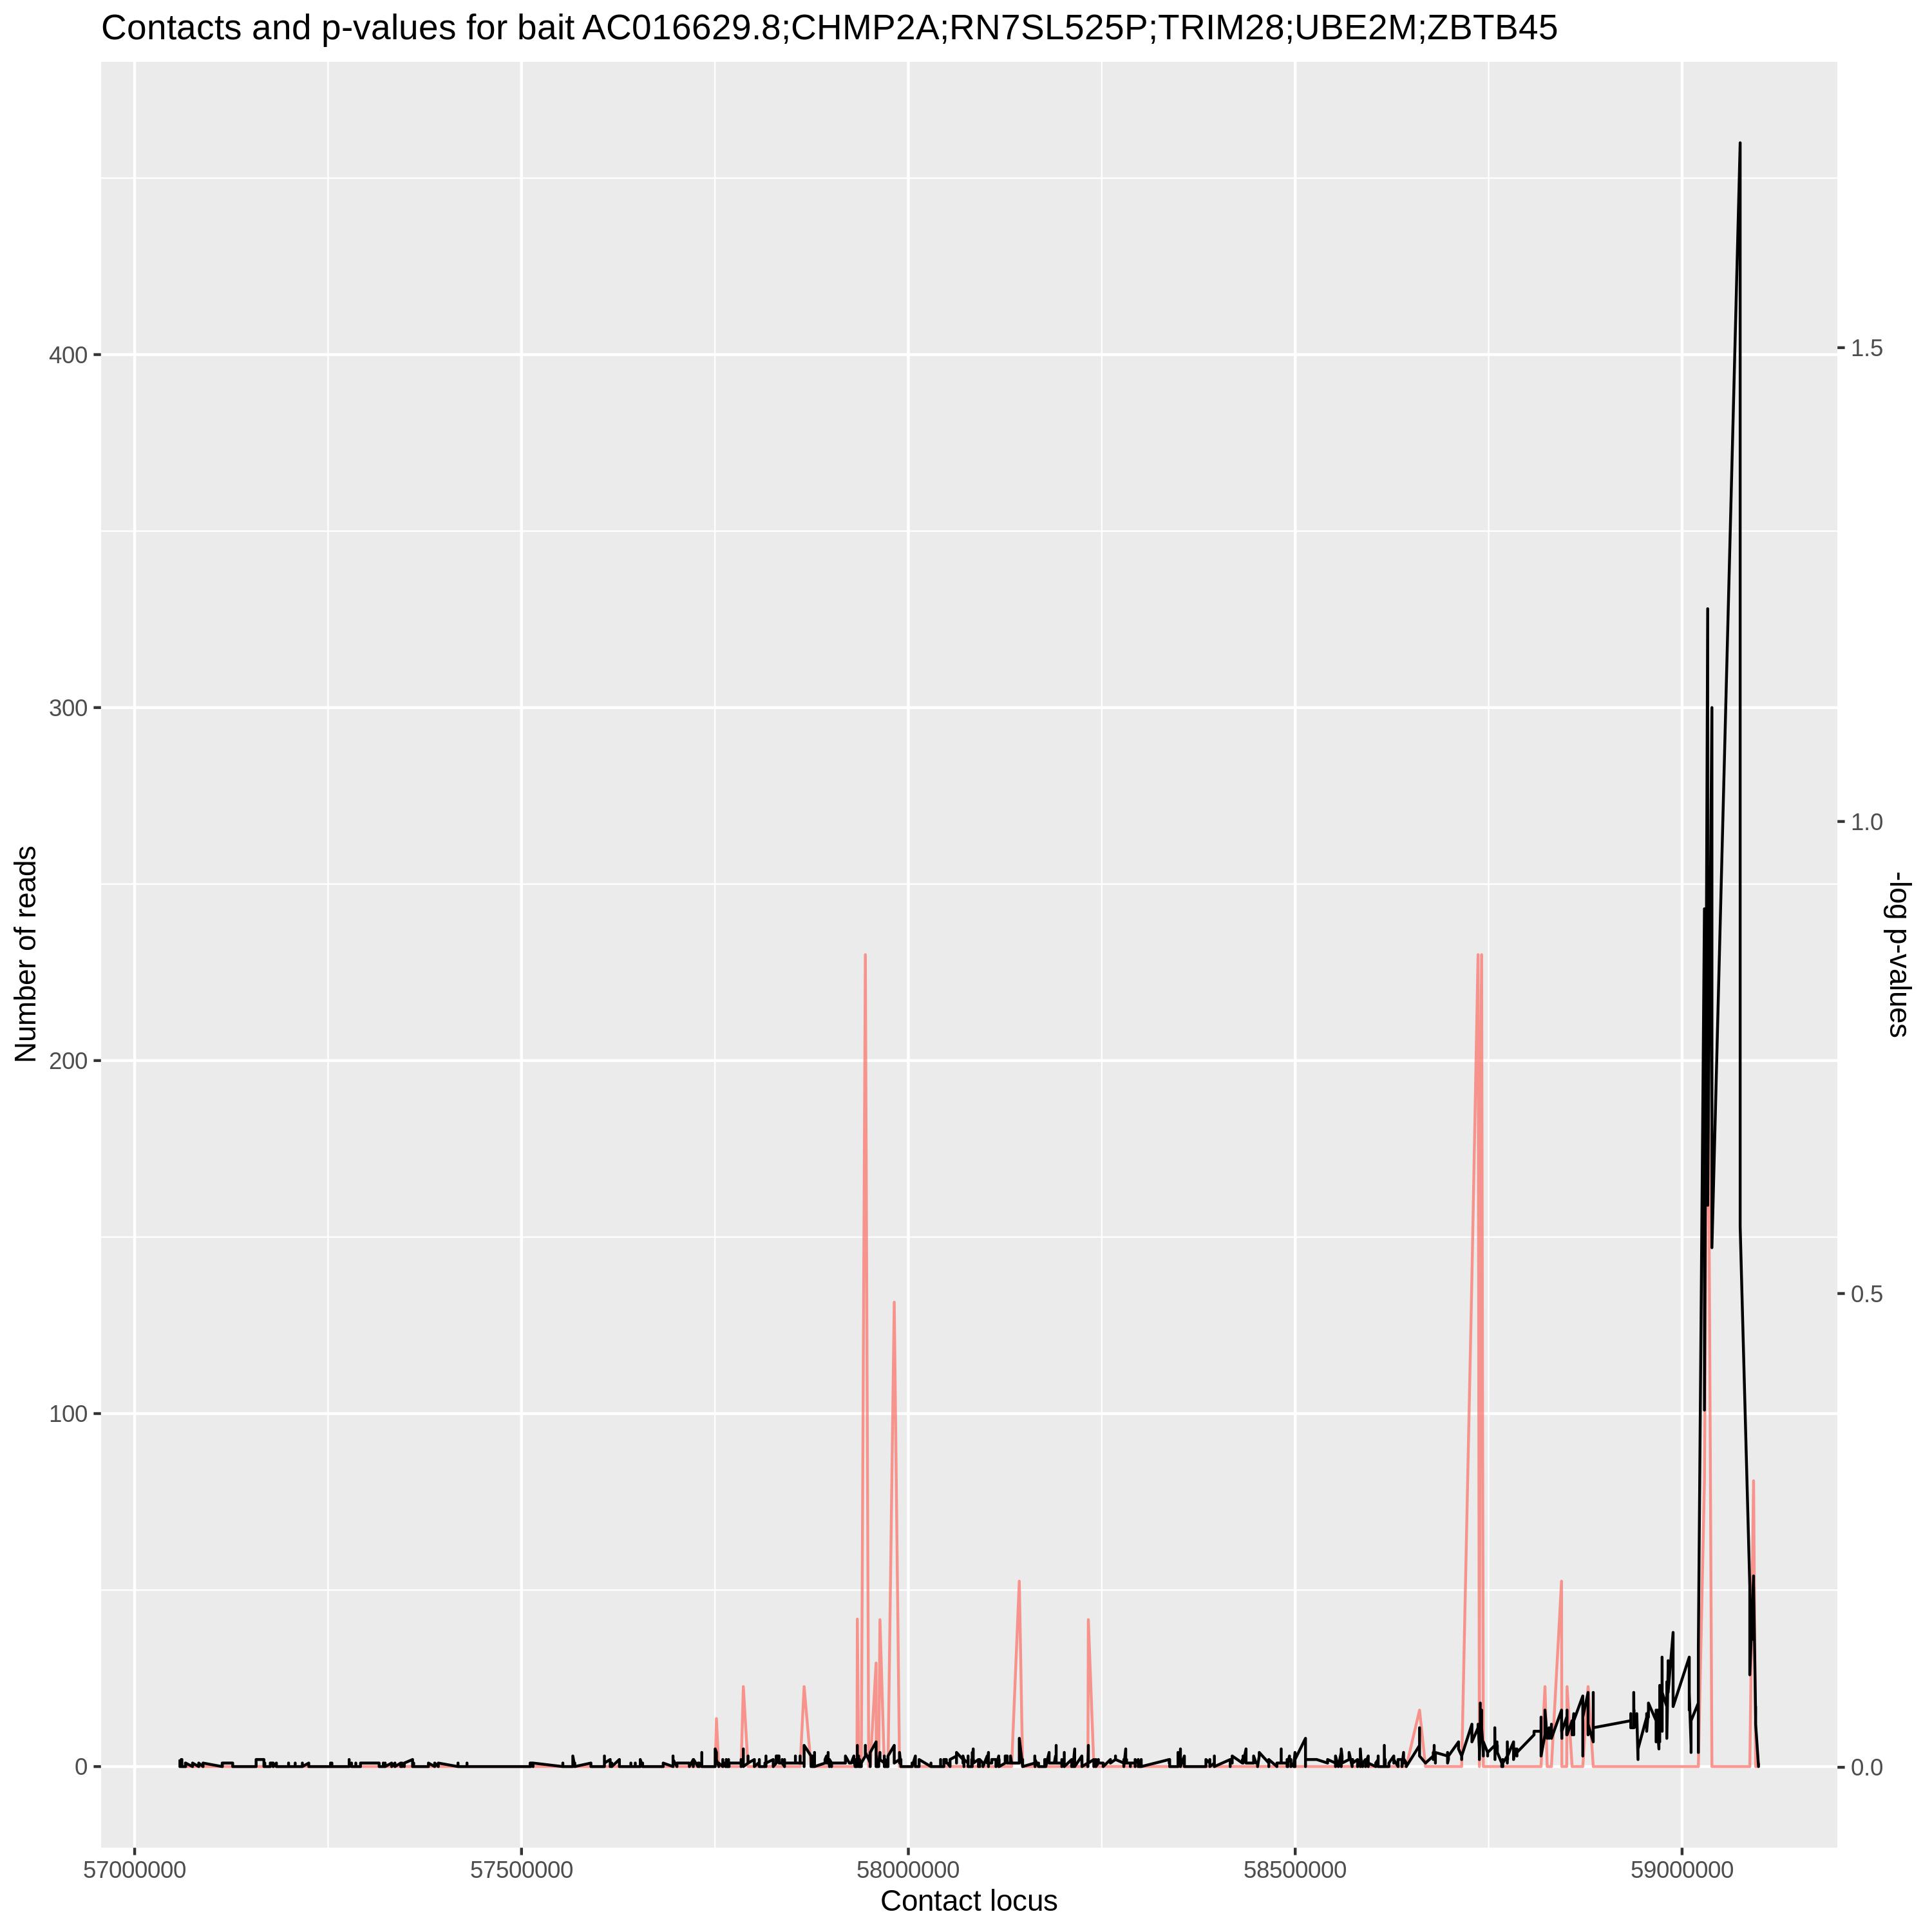 Contacts and p-values for bait AC016629.8;CHMP2A;RN7SL525P;TRIM28;UBE2M;ZBTB45
400
300
200
100
0
Number of reads
1.5
1.0
0.5
0.0
-log p-values
57000000 57500000 58000000 58500000 59000000
Contact locus